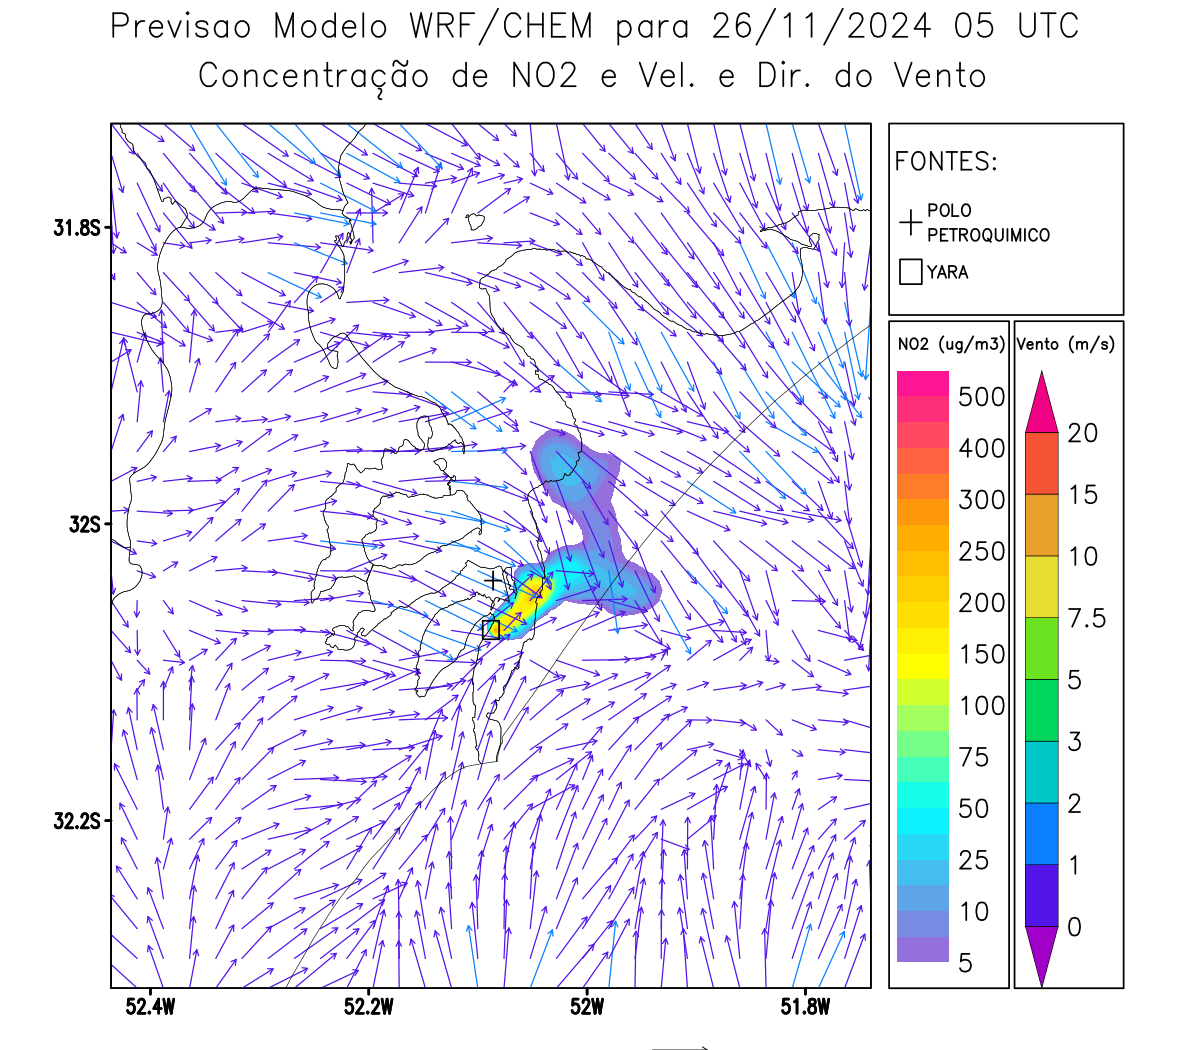 Previsao Modelo WRF/CHEM para 26/11/2024 05 UTC
Concentração de NO2 e Vel. e Dir. do Vento
FONTES:
POLO
PETROQUIMICO
YARA
NO2 (ug/m3)
500
400
300
250
200
150
100
75
50
25
10
5
Vento (m/s)
20
15
10
7.5
5
3
2
1
0
31.8S
32S
32.2S
52.4W
52.2W
52W
51.8W